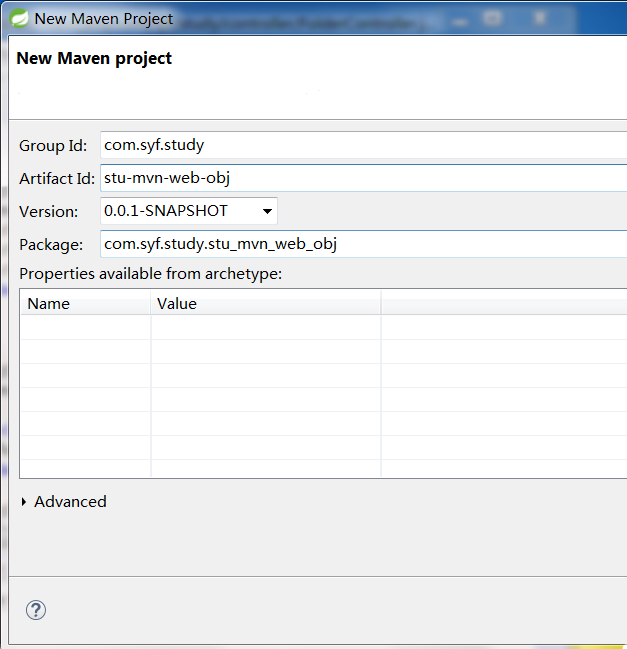 New Maven Project
New Maven project
Group Id: com.syf.study
Artifact Id: stu-mvn-web-obj
Version: 0.0.1-SNAPSHOT
Package: com.syf.study.stu_mvn_web_obj
Properties available from archetype:
Name Value
Advanced
?